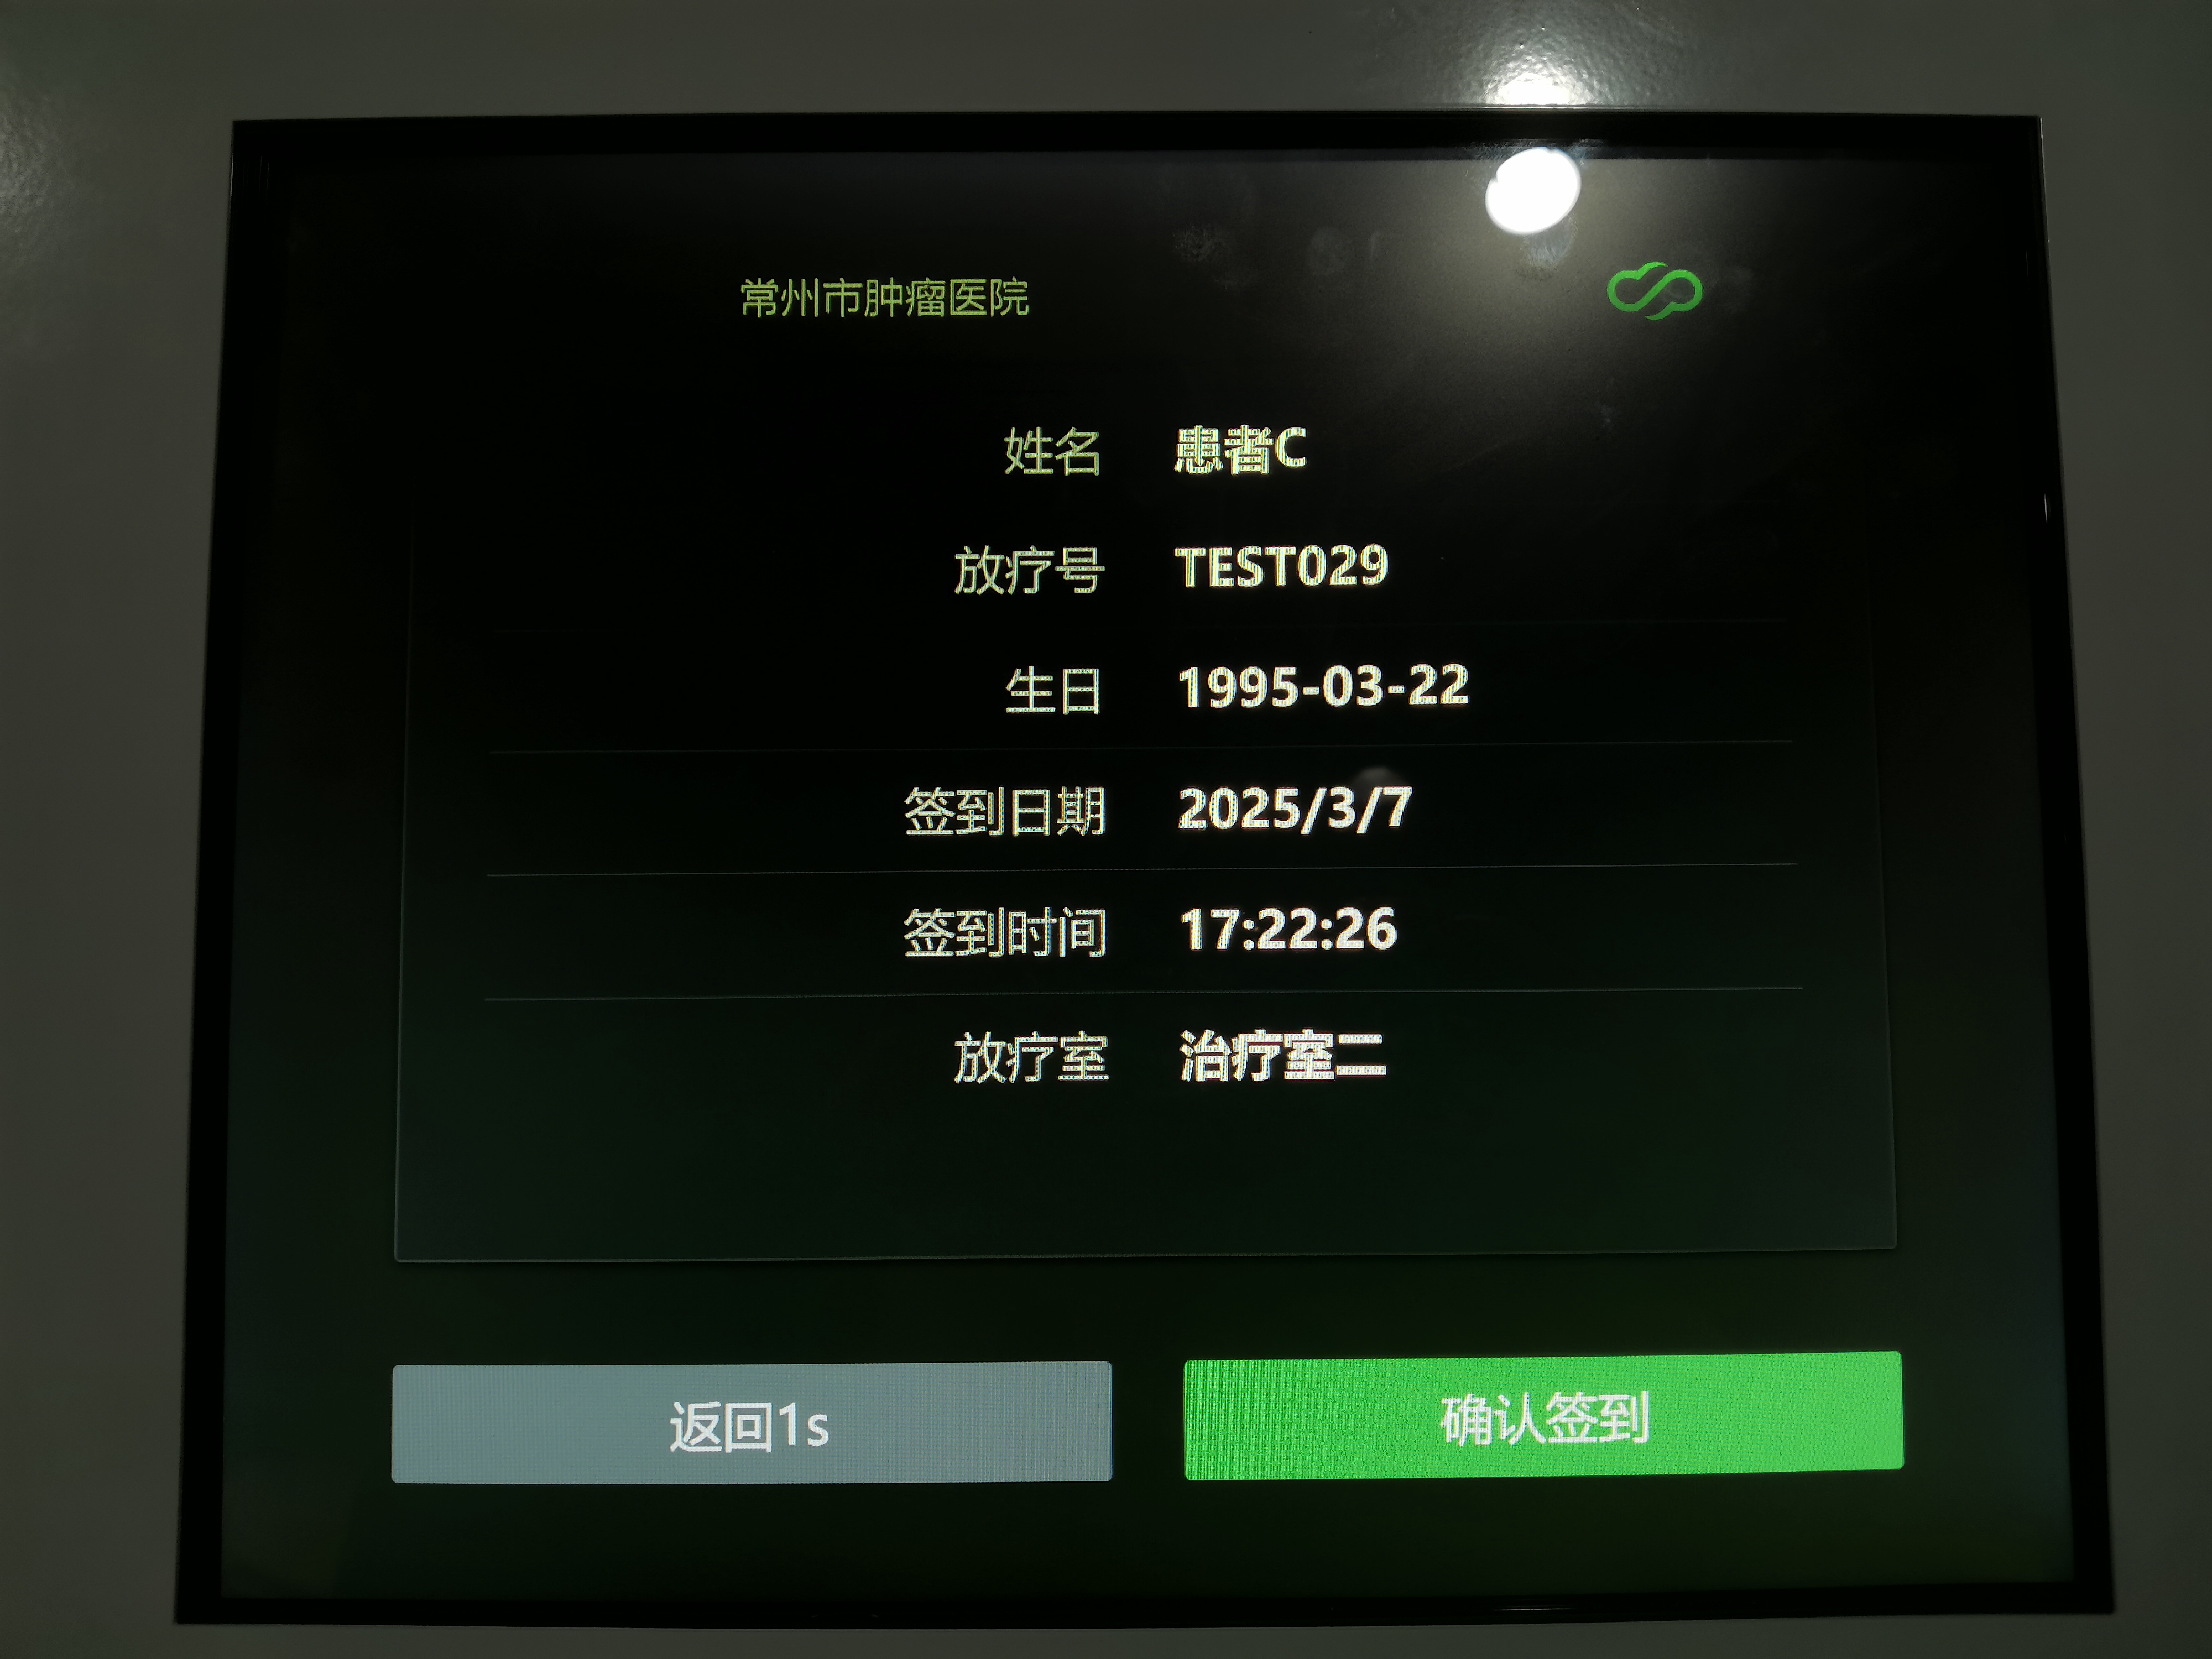 常州市肿瘤医院
姓名 患者C
放疗号 TEST029
生日 1995-03-22
签到日期 2025/3/7
签到时间 17:22:26
放疗室 治疗室二
返回1s 确认签到